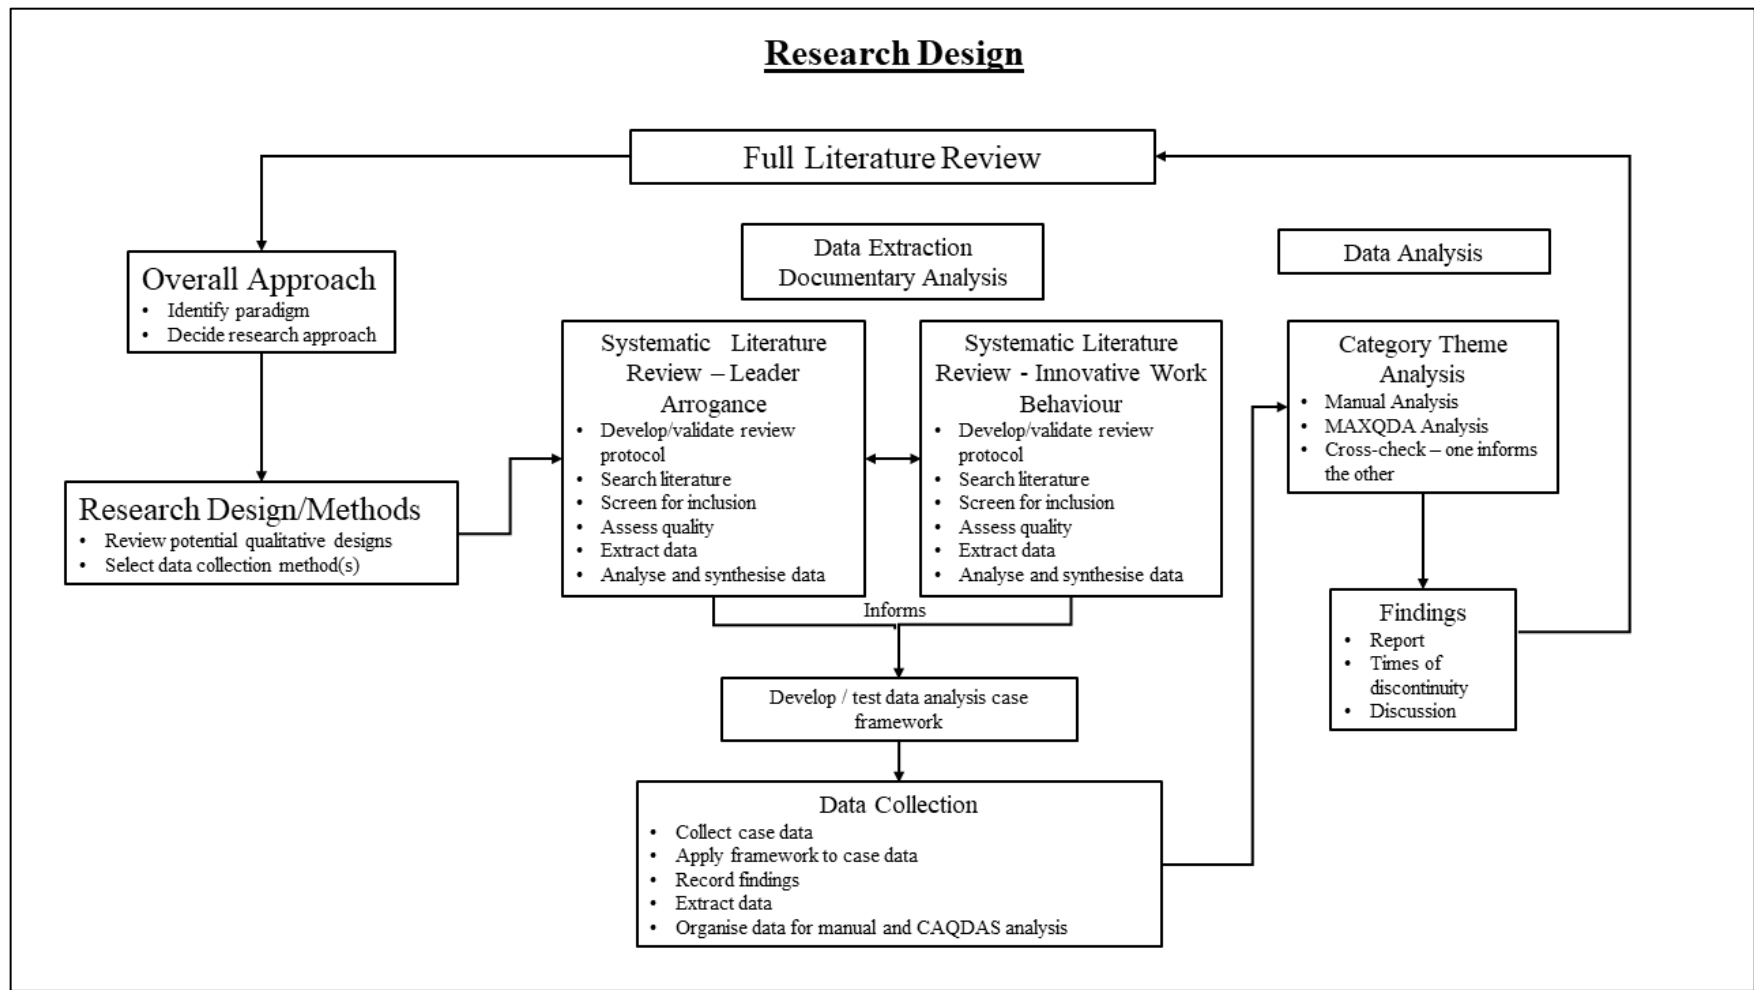 Research Design
Full Literature Review
Data Extraction
Documentary Analysis
Data Analysis
Overall Approach
• Identify paradigm
• Decide research approach
Research Design/Methods
• Review potential qualitative designs
• Select data collection method(s)
Systematic Literature
Review – Leader
Arrogance
• Develop/validate review
protocol
• Search literature
• Screen for inclusion
• Assess quality
• Extract data
• Analyse and synthesise data
Systematic Literature
Review - Innovative Work
Behaviour
• Develop/validate review
protocol
• Search literature
• Screen for inclusion
• Assess quality
• Extract data
• Analyse and synthesise data
Informs
Develop / test data analysis case
framework
Data Collection
• Collect case data
• Apply framework to case data
• Record findings
• Extract data
• Organise data for manual and CAQDAS analysis
Category Theme
Analysis
• Manual Analysis
• MAXQDA Analysis
• Cross-check – one informs
the other
Findings
• Report
• Times of
discontinuity
• Discussion